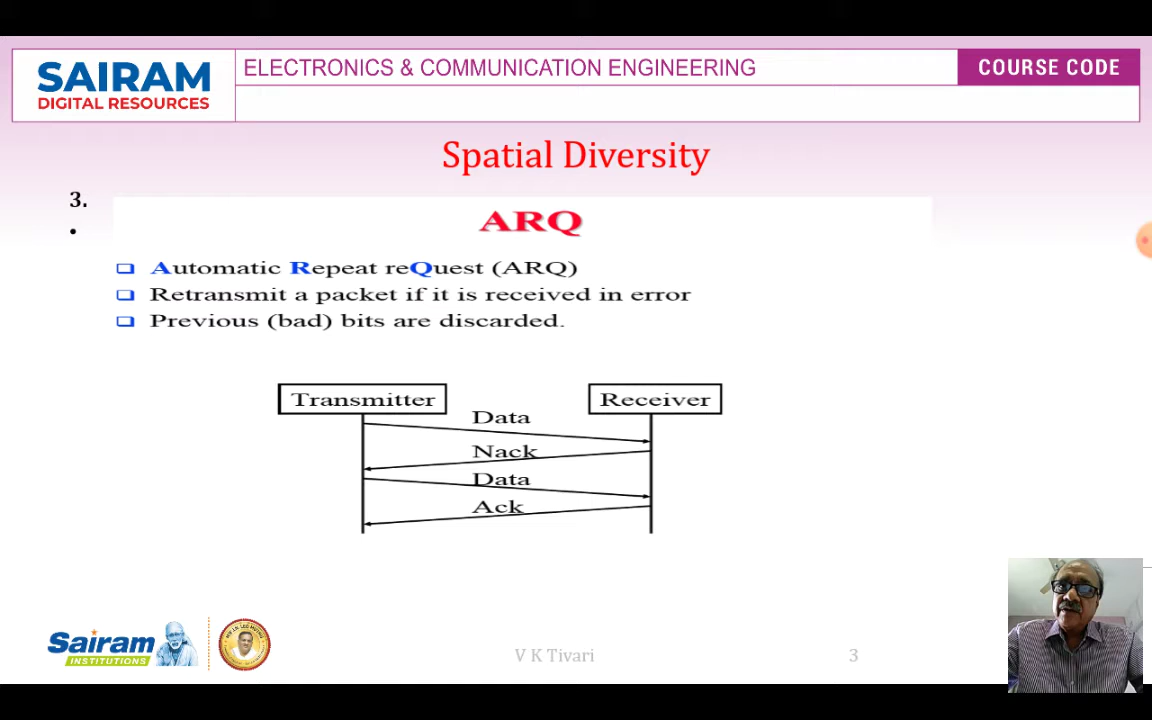 SAIRAM
DIGITAL RESOURCES
ELECTRONICS & COMMUNICATION ENGINEERING
COURSE CODE
Spatial Diversity
3.
•
ARQ
❑ Automatic Repeat reQuest (ARQ)
❑ Retransmit a packet if it is received in error
❑ Previous (bad) bits are discarded.
Transmitter
Receiver
Data
Nack
Data
Ack
Sairam
INSTITUTIONS
V K Tivari
3